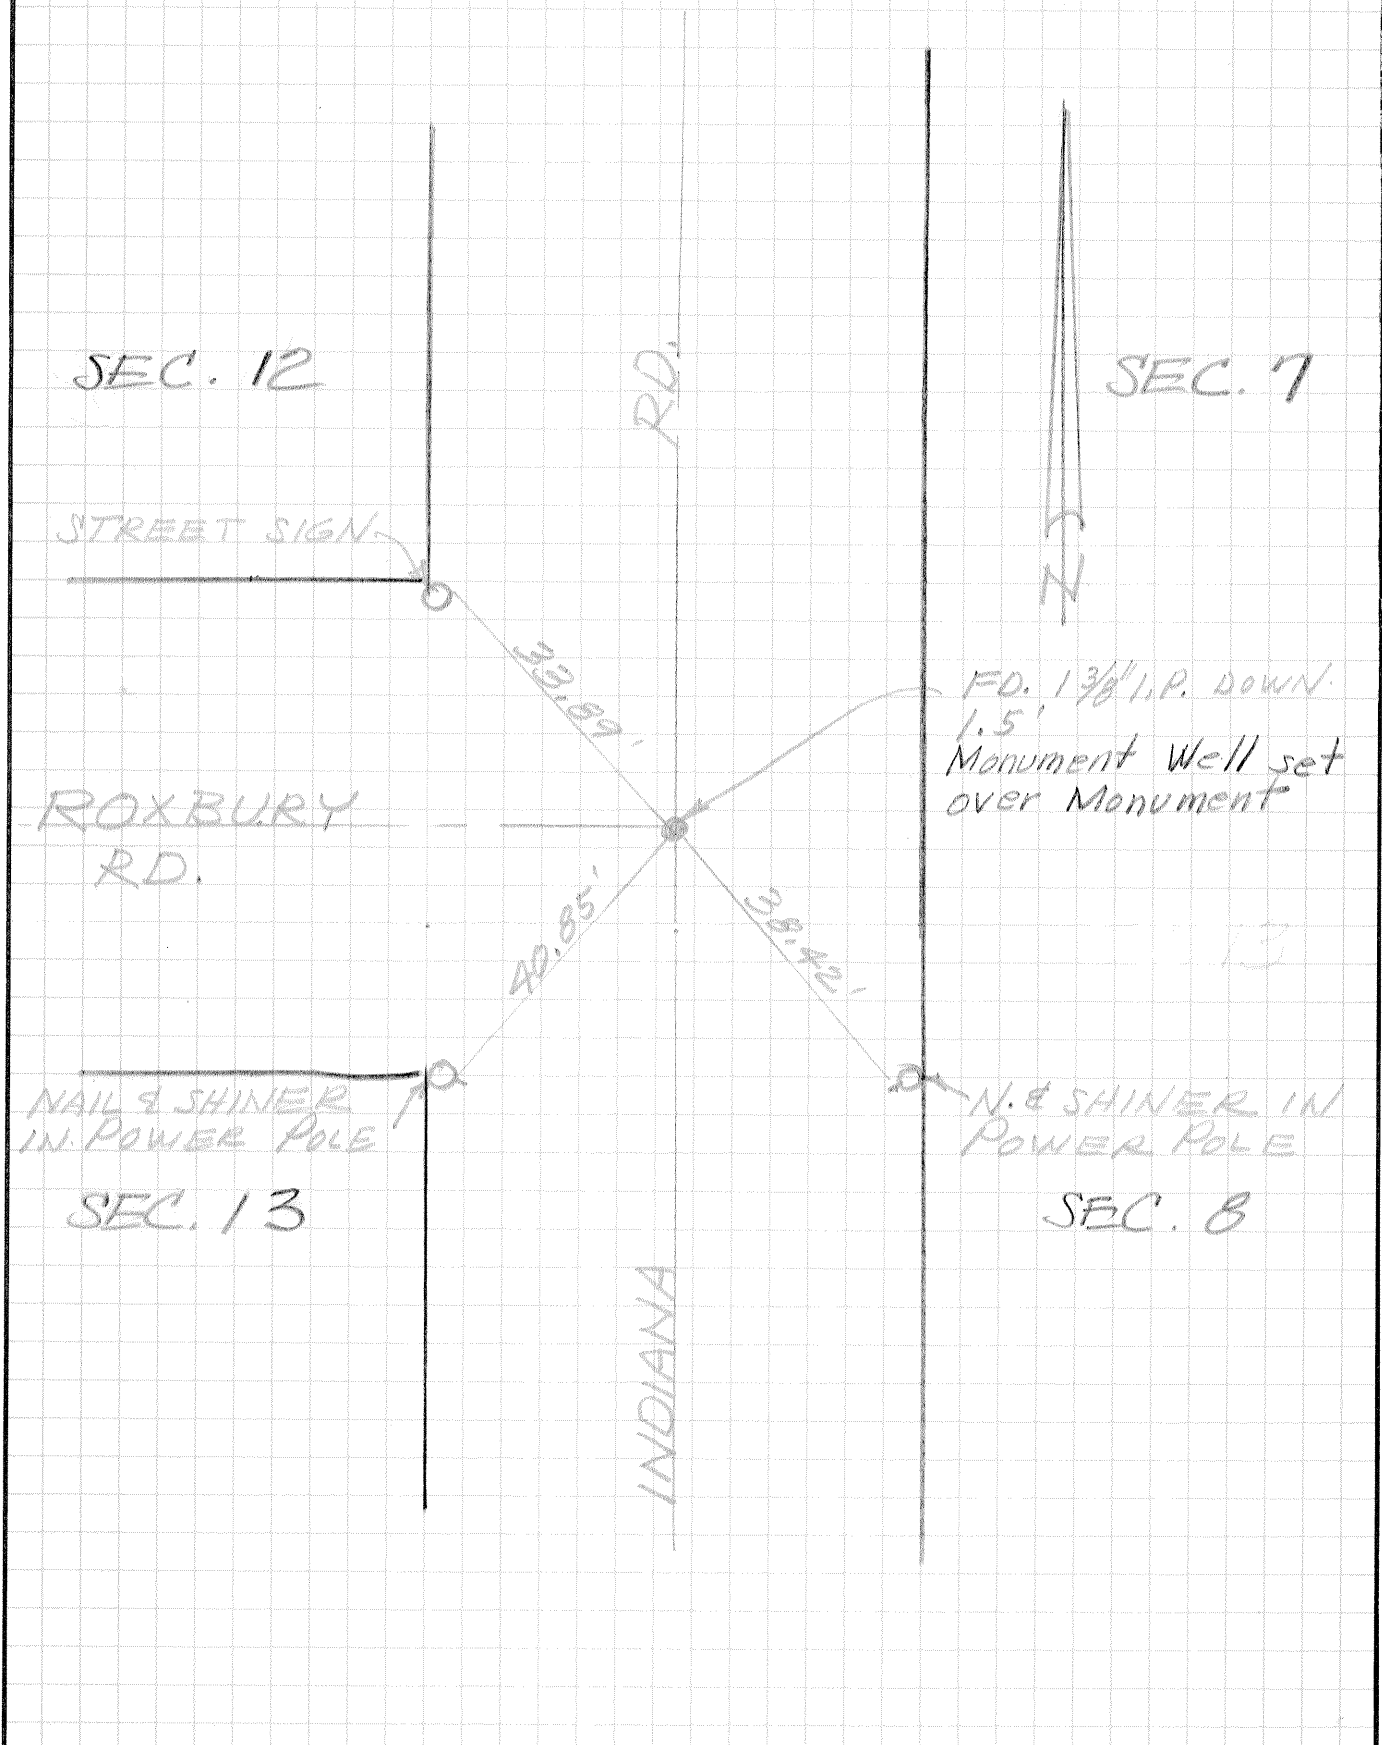 SEC. 12
RD.
SEC. 7
STREET SIGN
N
33.89'
FD. 1 3/8" I.P. DOWN.
1.5'
Monument Well set
over Monument
ROXBURY
RD.
40.85'
38.42'
NAIL & SHINER
IN POWER POLE
N. & SHINER IN
POWER POLE
SEC. 13
SEC. 8
INDIANA